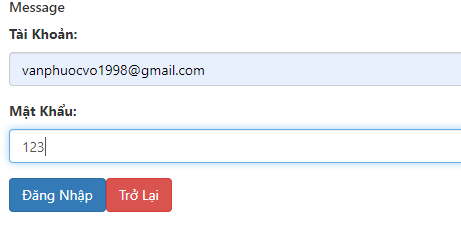 Message
Tài Khoản:
vanphuocvo1998@gmail.com
Mật Khẩu:
123
Đăng Nhập Trở Lại